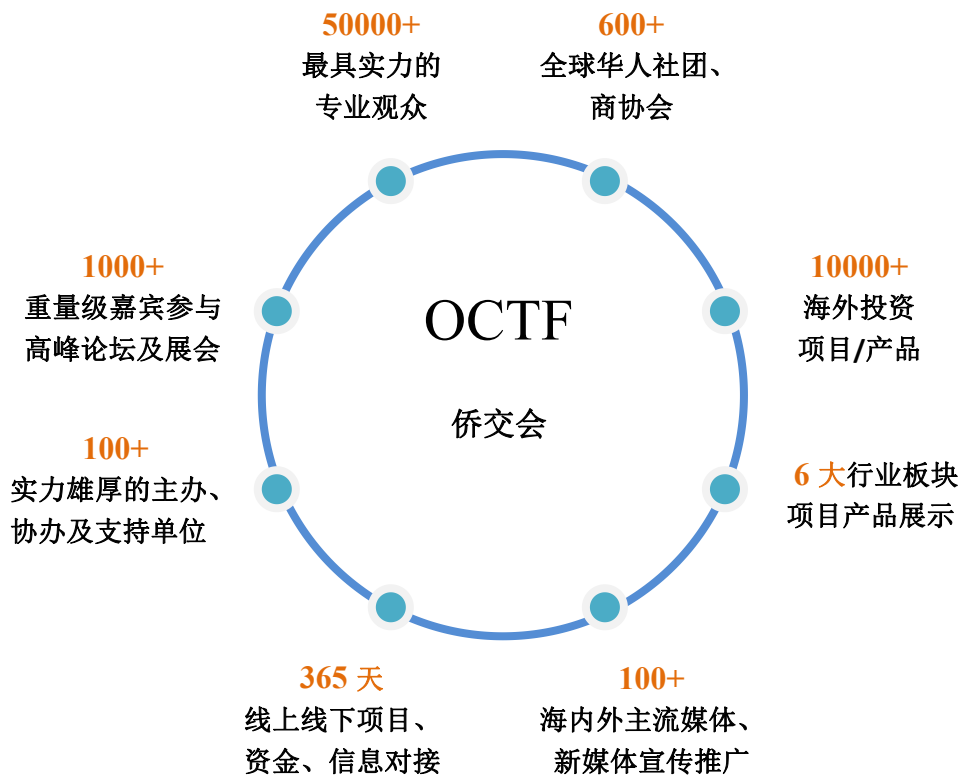 50000+
最具实力的
专业观众
600+
全球华人社团、
商协会
1000+
重量级嘉宾参与
高峰论坛及展会
10000+
海外投资
项目/产品
OCTF
侨交会
100+
实力雄厚的主办、
协办及支持单位
6 大行业板块
项目产品展示
365 天
线上线下项目、
资金、信息对接
100+
海内外主流媒体、
新媒体宣传推广